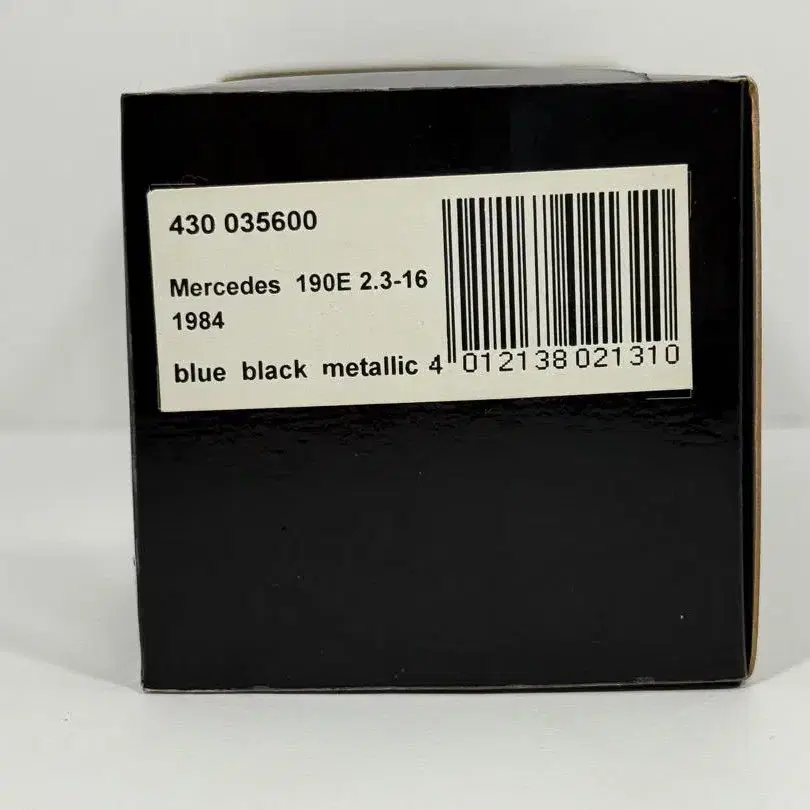 430 035600
Mercedes 190E 2.3-16
1984
blue black metallic
4 012138 021310